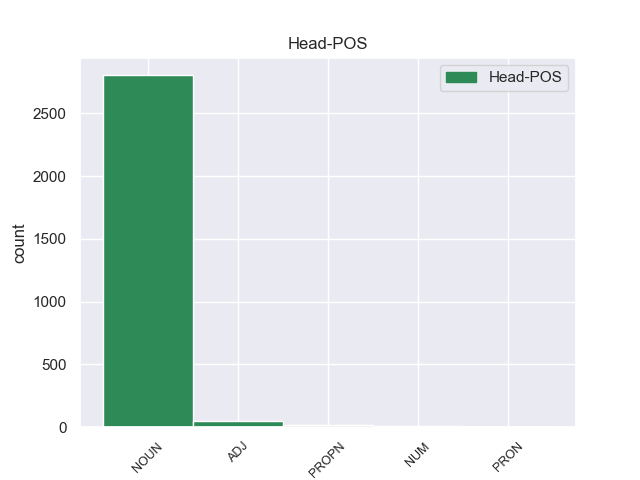 Head-POS
Head-POS
count
2500
2000
1500
1000
500
0
NOUN
ADJ
PROPN
NUM
PRON